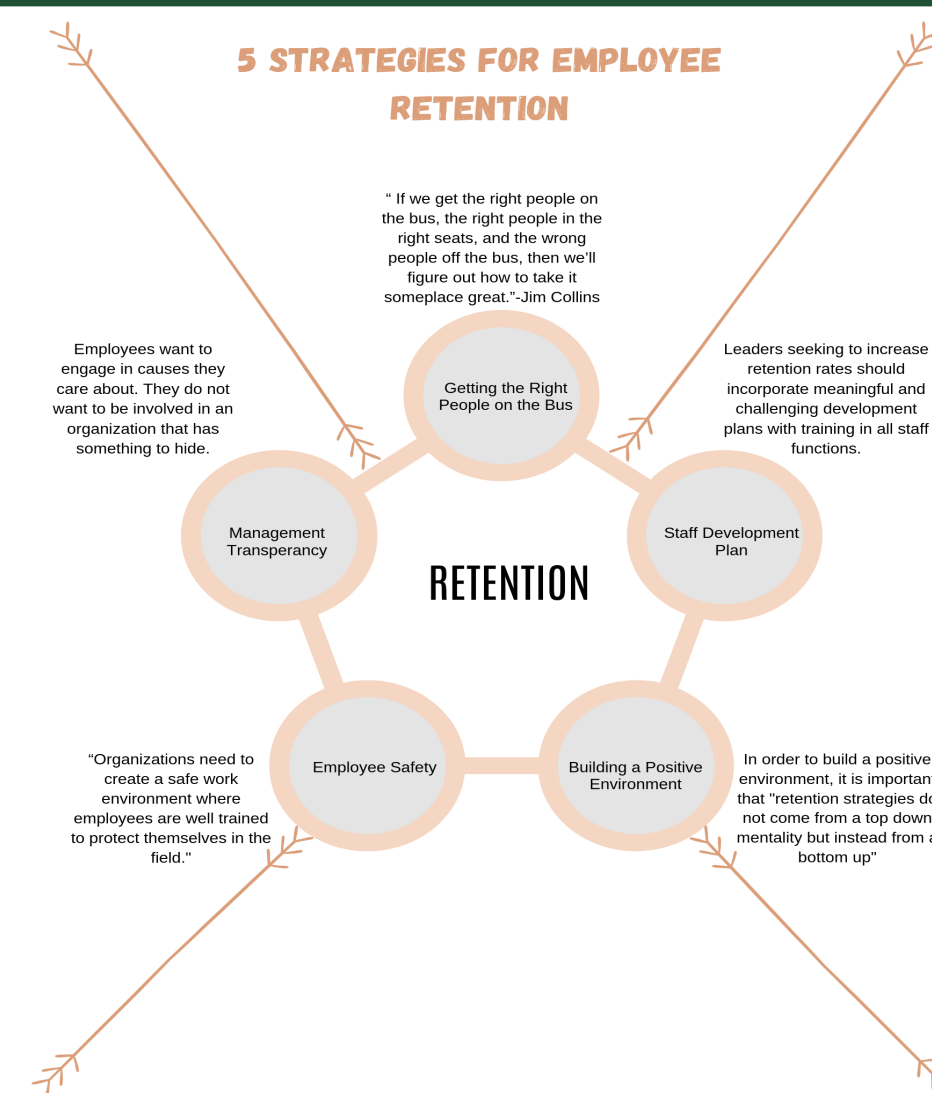 5 STRATEGIES FOR EMPLOYEE
RETENTION
“ If we get the right people on
the bus, the right people in the
right seats, and the wrong
people off the bus, then we’ll
figure out how to take it
someplace great.”-Jim Collins
Getting the Right
People on the Bus
Employees want to
engage in causes they
care about. They do not
want to be involved in an
organization that has
something to hide.
Management
Transperancy
Leaders seeking to increase
retention rates should
incorporate meaningful and
challenging development
plans with training in all staff
functions.
Staff Development
Plan
RETENTION
“Organizations need to
create a safe work
environment where
employees are well trained
to protect themselves in the
field."
Employee Safety
Building a Positive
Environment
In order to build a positive
environment, it is important
that "retention strategies do
not come from a top down
mentality but instead from a
bottom up"